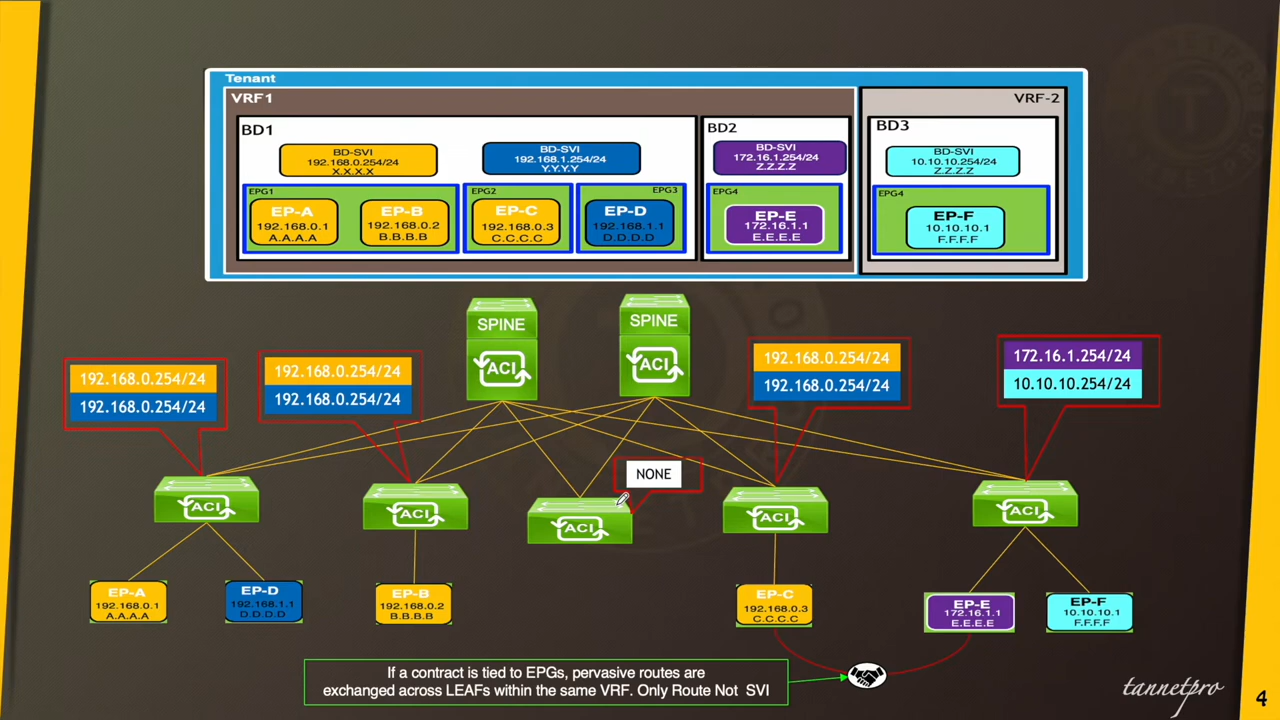 Tenant
VRF1
BD1
BD-SVI
192.168.0.254/24
X.X.X.X
BD-SVI
192.168.1.254/24
Y.Y.Y.Y
EPG1
EP-A
192.168.0.1
A.A.A.A
EP-B
192.168.0.2
B.B.B.B
EPG2
EP-C
192.168.0.3
C.C.C.C
EPG3
EP-D
192.168.1.1
D.D.D.D
BD2
BD-SVI
172.16.1.254/24
Z.Z.Z.Z
EPG4
EP-E
172.16.1.1
E.E.E.E
VRF-2
BD3
BD-SVI
10.10.10.254/24
Z.Z.Z.Z
EPG4
EP-F
10.10.10.1
F.F.F.F
SPINE
ACI
SPINE
ACI
192.168.0.254/24
192.168.0.254/24
192.168.0.254/24
192.168.0.254/24
192.168.0.254/24
192.168.0.254/24
172.16.1.254/24
10.10.10.254/24
NONE
ACI
ACI
ACI
ACI
ACI
EP-A
192.168.0.1
A.A.A.A
EP-D
192.168.1.1
D.D.D.D
EP-B
192.168.0.2
B.B.B.B
EP-C
192.168.0.3
C.C.C.C
EP-E
172.16.1.1
E.E.E.E
EP-F
10.10.10.1
F.F.F.F
If a contract is tied to EPGs, pervasive routes are
exchanged across LEAFs within the same VRF. Only Route Not SVI
tannetpro
4